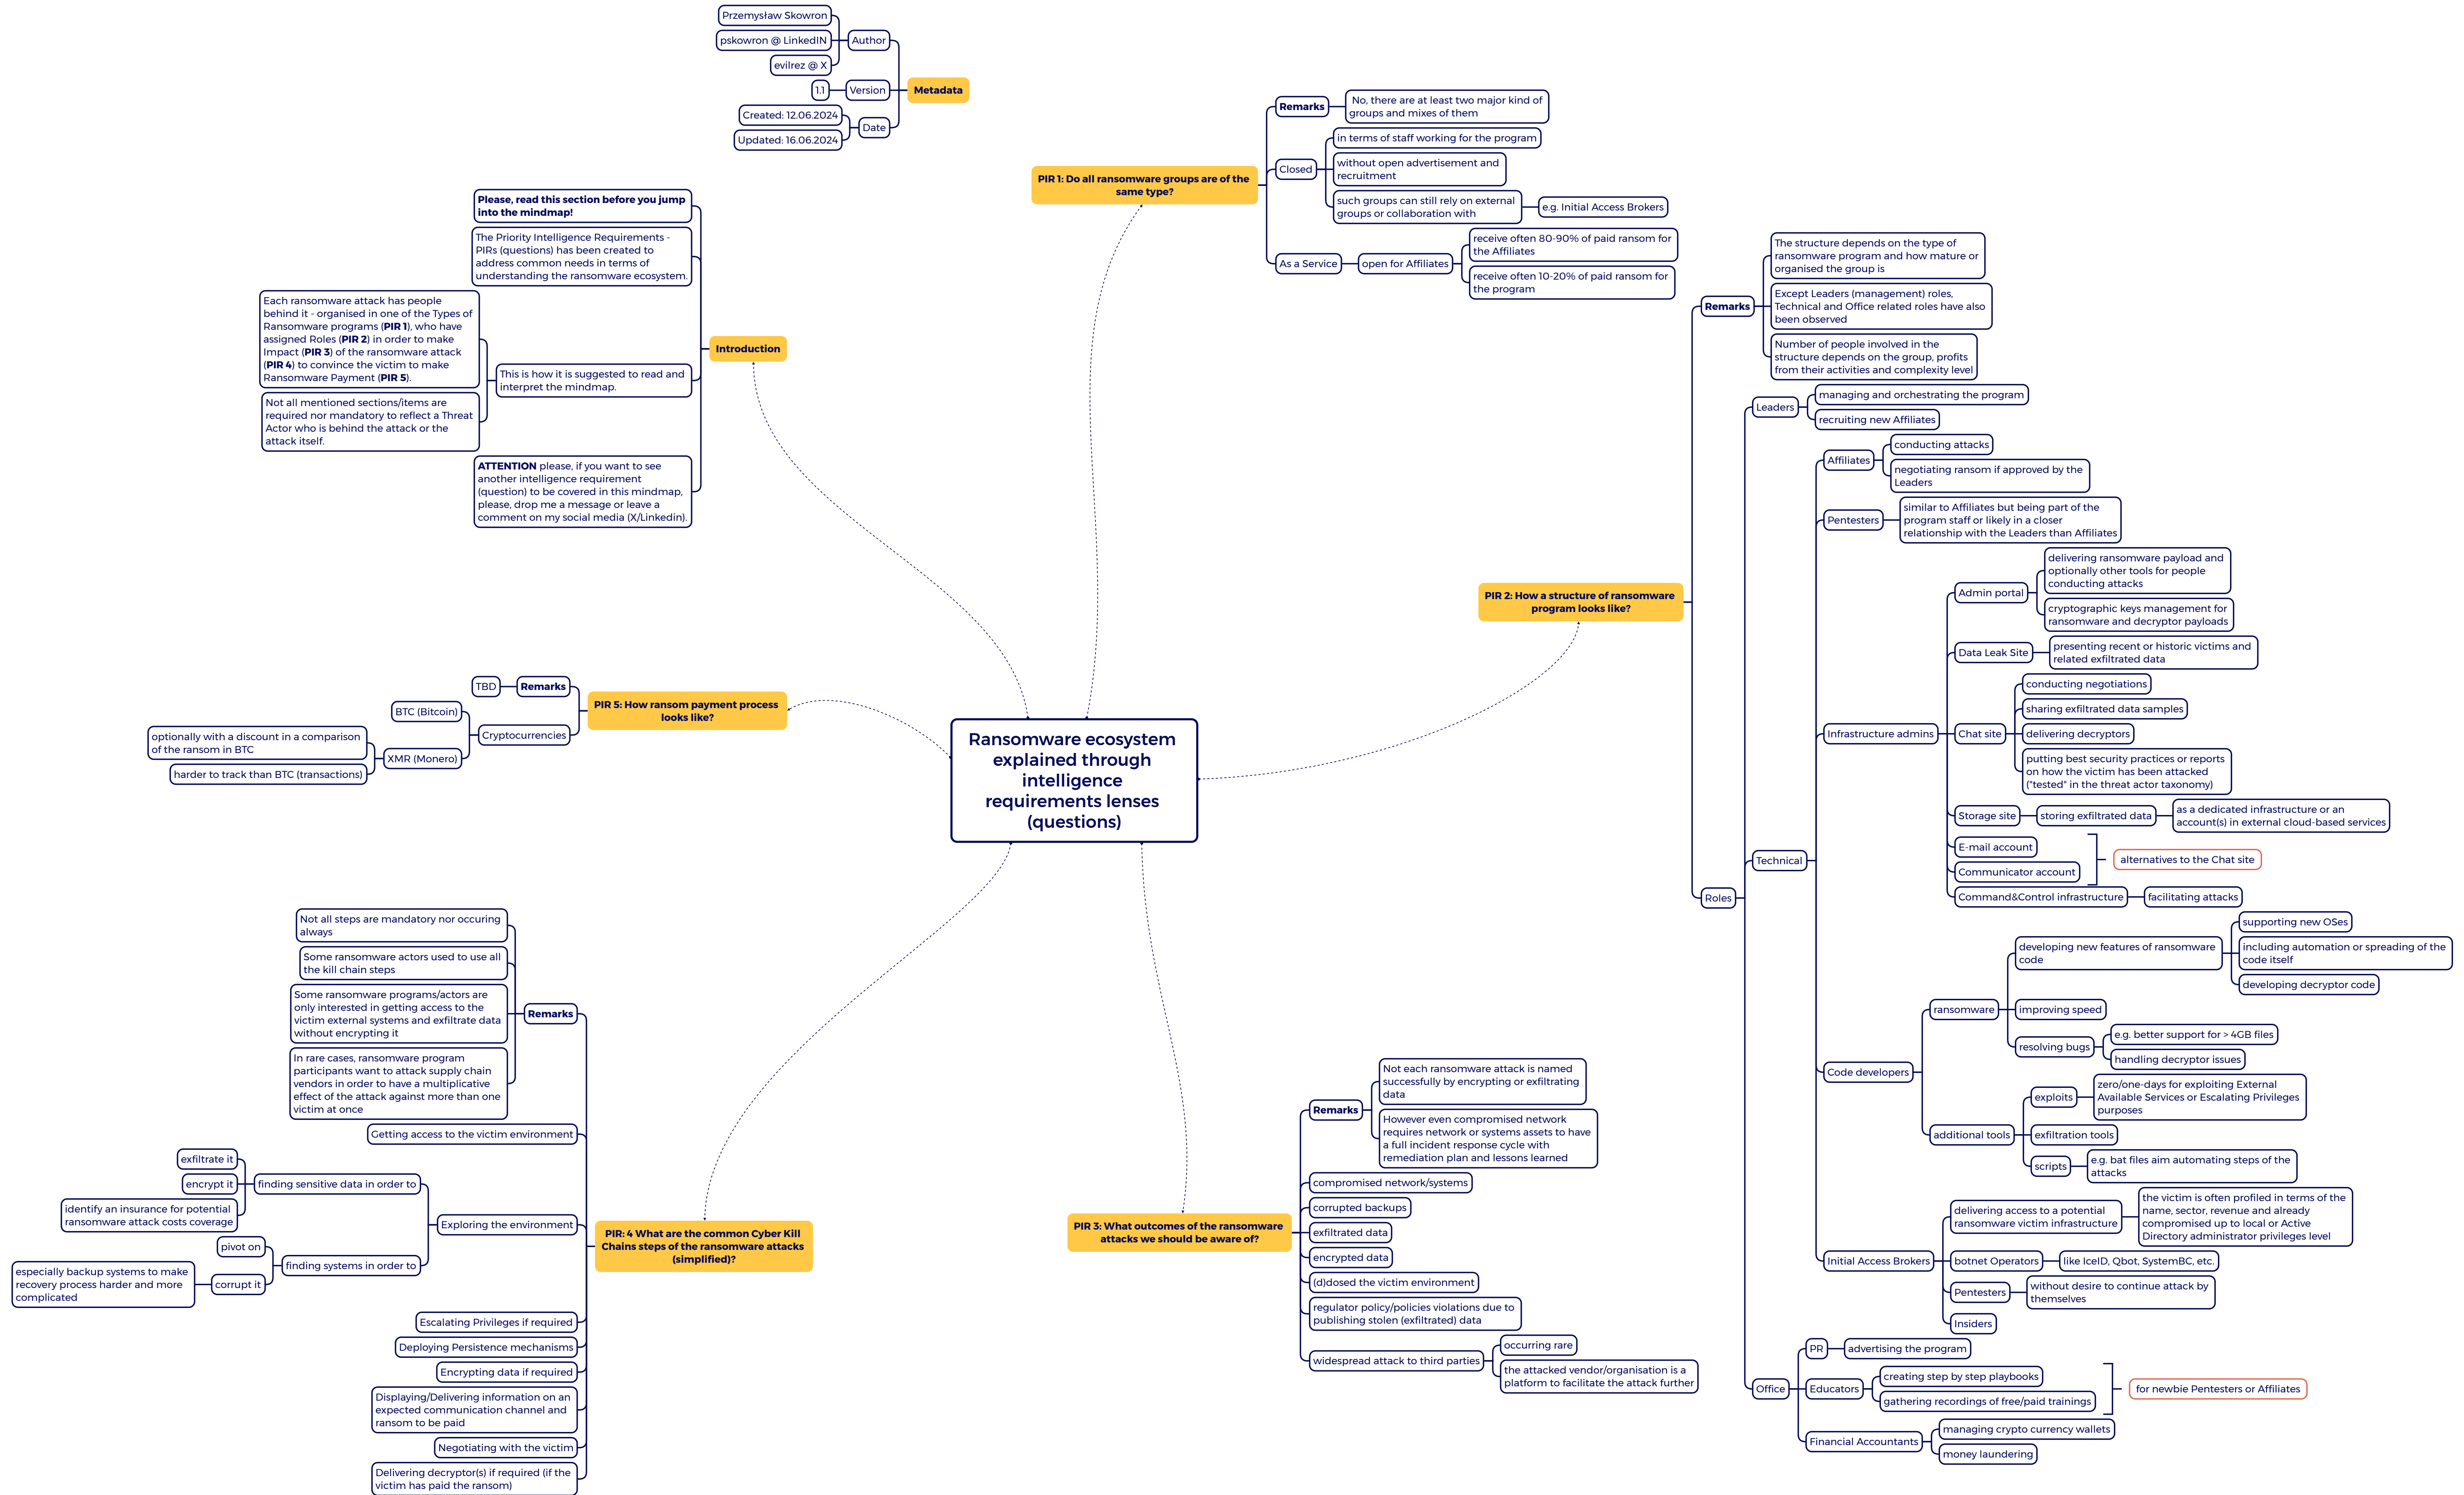 Przemysław Skowron
pskowron @ LinkedIN
evilrez @ X
Author
1.1
Version
Created: 12.06.2024
Updated: 16.06.2024
Date
Metadata
Please, read this section before you jump
into the mindmap!
The Priority Intelligence Requirements -
PIRs (questions) has been created to
address common needs in terms of
understanding the ransomware ecosystem.
Each ransomware attack has people
behind it - organised in one of the Types of
Ransomware programs (PIR 1), who have
assigned Roles (PIR 2) in order to make
Impact (PIR 3) of the ransomware attack
(PIR 4) to convince the victim to make
Ransomware Payment (PIR 5).
Not all mentioned sections/items are
required nor mandatory to reflect a Threat
Actor who is behind the attack or the
attack itself.
This is how it is suggested to read and
interpret the mindmap.
ATTENTION please, if you want to see
another intelligence requirement
(question) to be covered in this mindmap,
please, drop me a message or leave a
comment on my social media (X/Linkedin).
Introduction
PIR 1: Do all ransomware groups are of the
same type?
Remarks
No, there are at least two major kind of
groups and mixes of them
Closed
in terms of staff working for the program
without open advertisement and
recruitment
such groups can still rely on external
groups or collaboration with
e.g. Initial Access Brokers
As a Service
open for Affiliates
receive often 80-90% of paid ransom for
the Affiliates
receive often 10-20% of paid ransom for
the program
PIR 2: How a structure of ransomware
program looks like?
Remarks
The structure depends on the type of
ransomware program and how mature or
organised the group is
Except Leaders (management) roles,
Technical and Office related roles have also
been observed
Number of people involved in the
structure depends on the group, profits
from their activities and complexity level
Roles
Leaders
managing and orchestrating the program
recruiting new Affiliates
Technical
Affiliates
conducting attacks
negotiating ransom if approved by the
Leaders
Pentesters
similar to Affiliates but being part of the
program staff or likely in a closer
relationship with the Leaders than Affiliates
Infrastructure admins
Admin portal
delivering ransomware payload and
optionally other tools for people
conducting attacks
cryptographic keys management for
ransomware and decryptor payloads
Data Leak Site
presenting recent or historic victims and
related exfiltrated data
Chat site
conducting negotiations
sharing exfiltrated data samples
delivering decryptors
putting best security practices or reports
on how the victim has been attacked
("tested" in the threat actor taxonomy)
Storage site
storing exfiltrated data
as a dedicated infrastructure or an
account(s) in external cloud-based services
E-mail account
Communicator account
alternatives to the Chat site
Command&Control infrastructure
facilitating attacks
Code developers
ransomware
developing new features of ransomware
code
supporting new OSes
including automation or spreading of the
code itself
developing decryptor code
improving speed
resolving bugs
e.g. better support for > 4GB files
handling decryptor issues
additional tools
exploits
zero/one-days for exploiting External
Available Services or Escalating Privileges
purposes
exfiltration tools
scripts
e.g. bat files aim automating steps of the
attacks
Initial Access Brokers
delivering access to a potential
ransomware victim infrastructure
the victim is often profiled in terms of the
name, sector, revenue and already
compromised up to local or Active
Directory administrator privileges level
botnet Operators
like IceID, Qbot, SystemBC, etc.
Pentesters
without desire to continue attack by
themselves
Insiders
Office
PR
advertising the program
Educators
creating step by step playbooks
gathering recordings of free/paid trainings
for newbie Pentesters or Affiliates
Financial Accountants
managing crypto currency wallets
money laundering
Ransomware ecosystem
explained through
intelligence
requirements lenses
(questions)
PIR 5: How ransom payment process
looks like?
TBD
Remarks
BTC (Bitcoin)
optionally with a discount in a comparison
of the ransom in BTC
harder to track than BTC (transactions)
XMR (Monero)
Cryptocurrencies
PIR 3: What outcomes of the ransomware
attacks we should be aware of?
Remarks
Not each ransomware attack is named
successfully by encrypting or exfiltrating
data
However even compromised network
requires network or systems assets to have
a full incident response cycle with
remediation plan and lessons learned
compromised network/systems
corrupted backups
exfiltrated data
encrypted data
(d)dosed the victim environment
regulator policy/policies violations due to
publishing stolen (exfiltrated) data
widespread attack to third parties
occurring rare
the attacked vendor/organisation is a
platform to facilitate the attack further
PIR: 4 What are the common Cyber Kill
Chains steps of the ransomware attacks
(simplified)?
Not all steps are mandatory nor occuring
always
Some ransomware actors used to use all
the kill chain steps
Some ransomware programs/actors are
only interested in getting access to the
victim external systems and exfiltrate data
without encrypting it
In rare cases, ransomware program
participants want to attack supply chain
vendors in order to have a multiplicative
effect of the attack against more than one
victim at once
Remarks
Getting access to the victim environment
exfiltrate it
encrypt it
identify an insurance for potential
ransomware attack costs coverage
finding sensitive data in order to
pivot on
especially backup systems to make
recovery process harder and more
complicated
corrupt it
finding systems in order to
Exploring the environment
Escalating Privileges if required
Deploying Persistence mechanisms
Encrypting data if required
Displaying/Delivering information on an
expected communication channel and
ransom to be paid
Negotiating with the victim
Delivering decryptor(s) if required (if the
victim has paid the ransom)